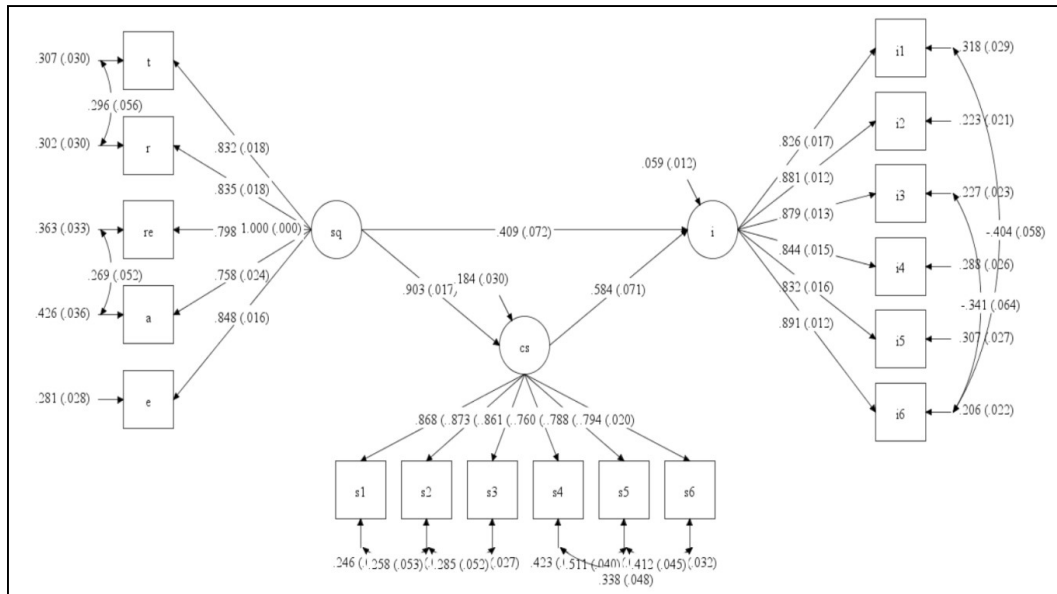 .307 (.030)
t
.296 (.056)
.302 (.030)
r
.363 (.033)
re
.269 (.052)
.426 (.036)
a
.281 (.028)
e
.832 (.018)
.835 (.018)
.798
1.000 (.000)
.758 (.024)
.848 (.016)
sq
.409 (.072)
.903 (.017)
.184 (.030)
.584 (.071)
cs
.059 (.012)
i
.826 (.017)
.881 (.012)
.879 (.013)
.844 (.015)
.832 (.016)
.891 (.012)
i1
.318 (.029)
i2
.223 (.021)
i3
.227 (.023)
-.404 (.058)
i4
.288 (.026)
-.341 (.064)
i5
.307 (.027)
i6
.206 (.022)
.868 (. .873 (. .861 (. .760 (. .788 (. .794 (.020)
s1 s2 s3 s4 s5 s6
.246 .258 (.053) .285 (.052) .027) .423 .511 (.040) .412 (.045) (.032)
.338 (.048)